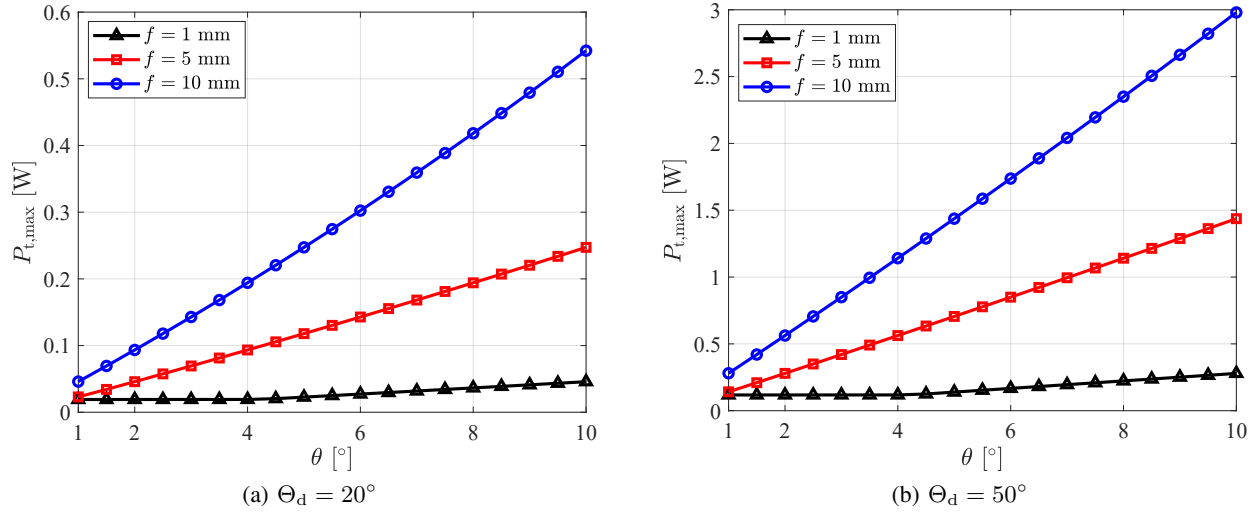 0.6
0.5
0.4
0.3
0.2
0.1
0
P_{t,max} [W]
f = 1 mm
f = 5 mm
f = 10 mm
1 2 4 6 8 10
θ [°]
(a) Θ_d = 20°
3
2.5
2
1.5
1
0.5
0
P_{t,max} [W]
f = 1 mm
f = 5 mm
f = 10 mm
1 2 4 6 8 10
θ [°]
(b) Θ_d = 50°